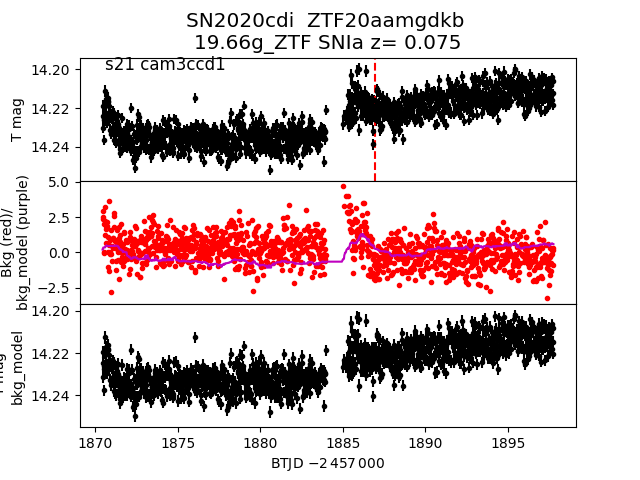 SN2020cdi ZTF20aamgdkb
19.66g_ZTF SNIa z= 0.075
s21 cam3ccd1
14.20
14.22
14.24
T mag
5.0
2.5
0.0
−2.5
Bkg (red)/
bkg_model (purple)
14.20
14.22
14.24
mag
bkg_model
1870
1875
1880
1885
1890
1895
BTJD −2 457 000